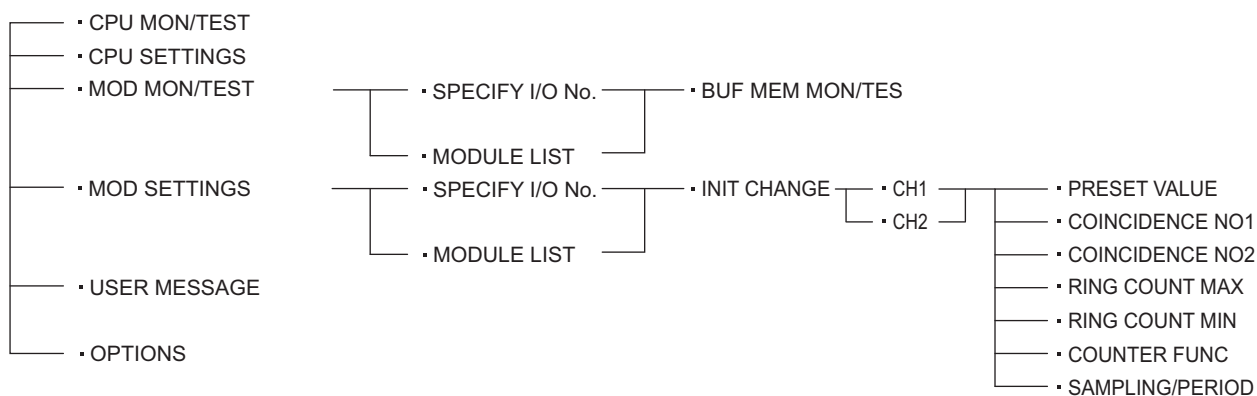 ▪ CPU MON/TEST
▪ CPU SETTINGS
▪ MOD MON/TEST
▪ SPECIFY I/O No.
▪ BUF MEM MON/TES
▪ MODULE LIST
▪ MOD SETTINGS
▪ SPECIFY I/O No.
▪ INIT CHANGE
▪ CH1
▪ PRESET VALUE
▪ CH2
▪ COINCIDENCE NO1
▪ MODULE LIST
▪ COINCIDENCE NO2
▪ USER MESSAGE
▪ RING COUNT MAX
▪ RING COUNT MIN
▪ OPTIONS
▪ COUNTER FUNC
▪ SAMPLING/PERIOD